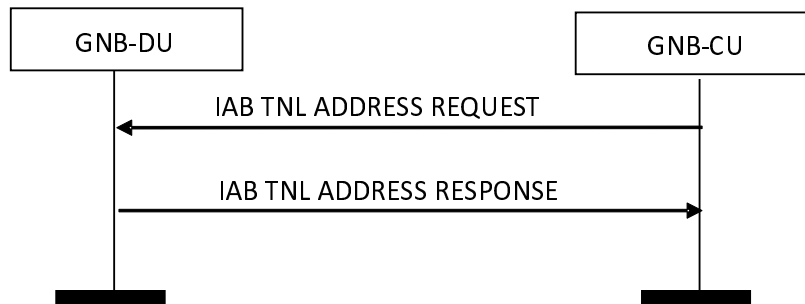 GNB-DU
GNB-CU
IAB TNL ADDRESS REQUEST
IAB TNL ADDRESS RESPONSE